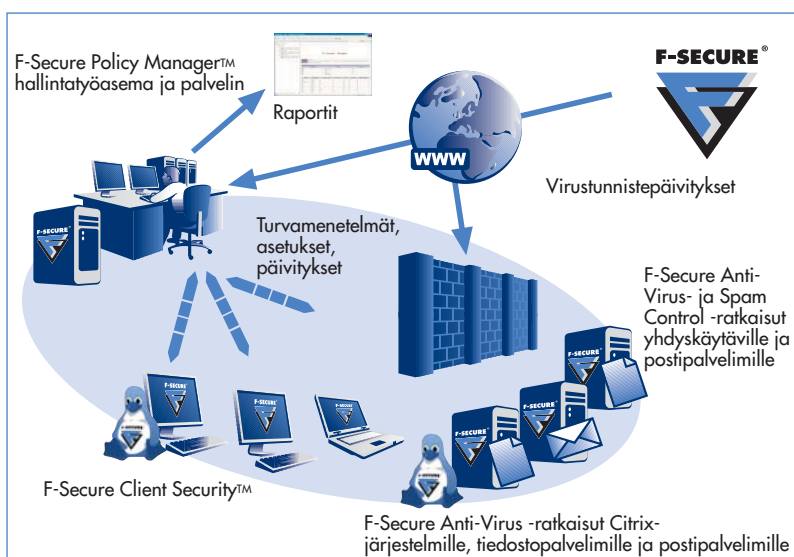 F-Secure Policy Manager™
hallintatyöasema ja palvelin
Raportit
F-SECURE®
www
Virustunnistepäivitykset
F-SECURE
Turvamenetelmät,
asetukset,
päivitykset
F-Secure Anti-
Virus- ja Spam
Control -ratkaisut
yhdyskäytäville ja
postipalvelimille
F-SECURE
F-SECURE
F-SECURE
F-SECURE
F-SECURE
F-SECURE
F-Secure Client Security™
F-Secure Anti-Virus -ratkaisut Citrix-
järjestelmille, tiedostopalvelimille ja postipalvelimille